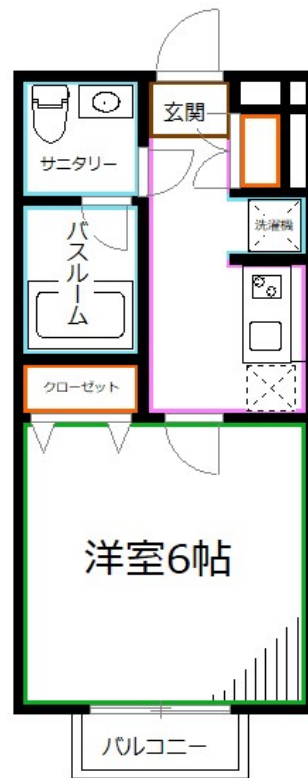 玄関
サニタリー
洗濯機
バスルーム
クローゼット
洋室6帖
バルコニー